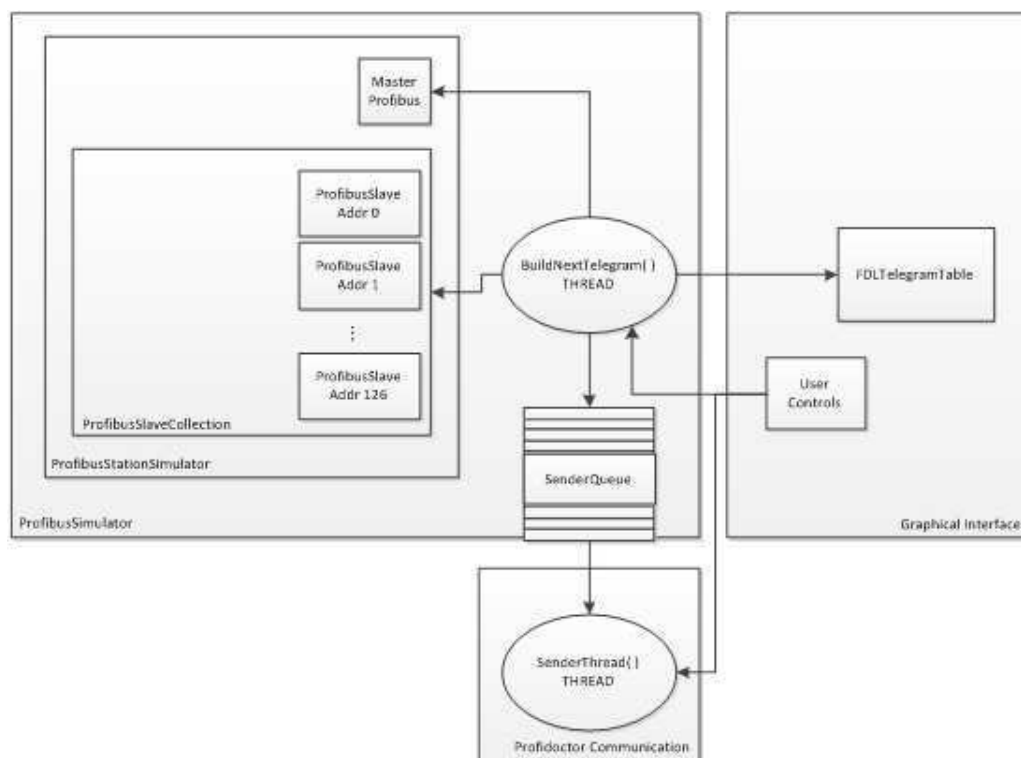 Master
Profibus
ProfibusSlave
Addr 0
ProfibusSlave
Addr 1
⋮
ProfibusSlave
Addr 126
ProfibusSlaveCollection
ProfibusStationSimulator
ProfibusSimulator
BuildNextTelegram( )
THREAD
SenderQueue
FDLTelegramTable
User
Controls
Graphical Interface
SenderThread( )
THREAD
Profidoctor Communication